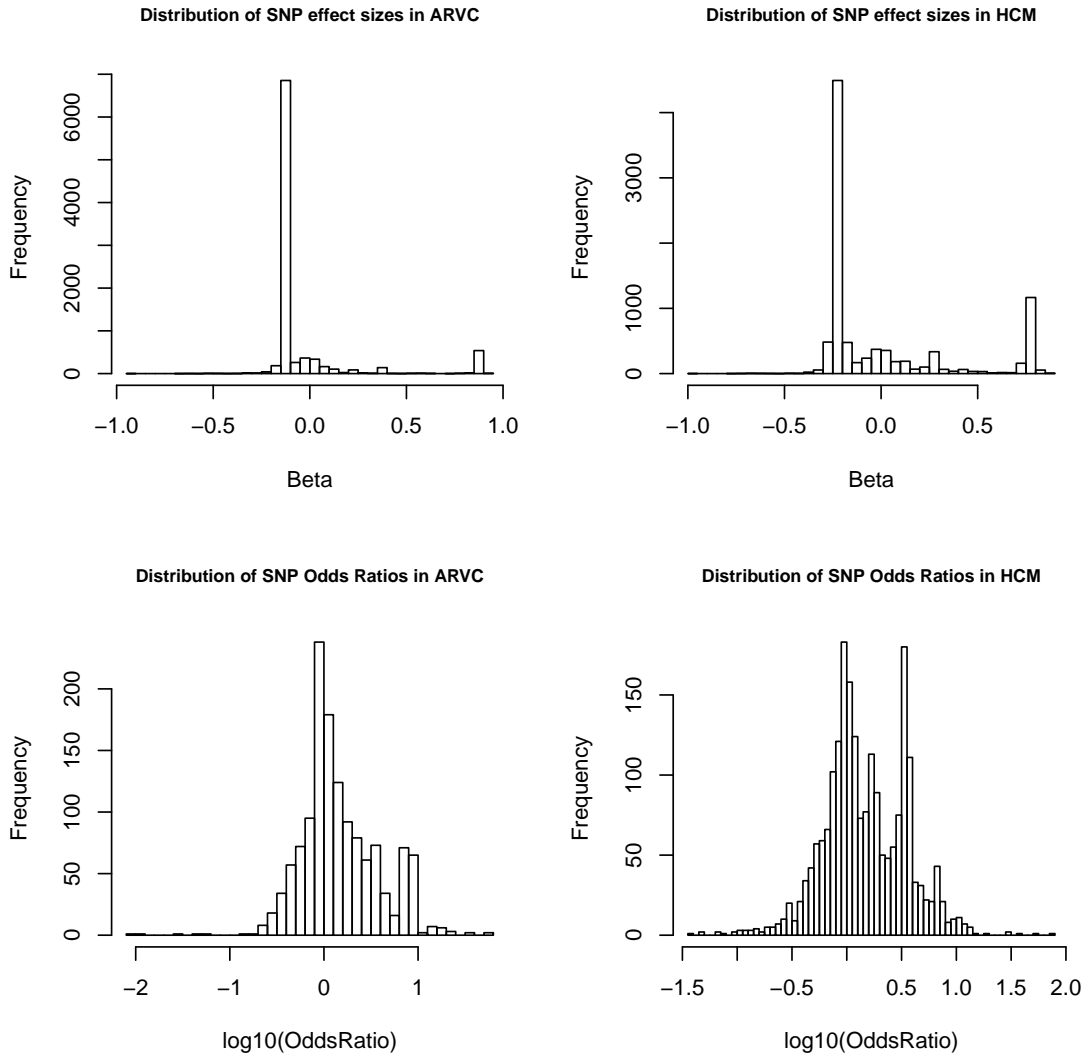 Distribution of SNP effect sizes in ARVC
Frequency
0 2000 4000 6000
−1.0 −0.5 0.0 0.5 1.0
Beta
Distribution of SNP effect sizes in HCM
Frequency
0 1000 3000
−1.0 −0.5 0.0 0.5
Beta
Distribution of SNP Odds Ratios in ARVC
Frequency
0 50 100 150 200
−2 −1 0 1
log10(OddsRatio)
Distribution of SNP Odds Ratios in HCM
Frequency
0 50 100 150
−1.5 −0.5 0.5 1.0 1.5 2.0
log10(OddsRatio)